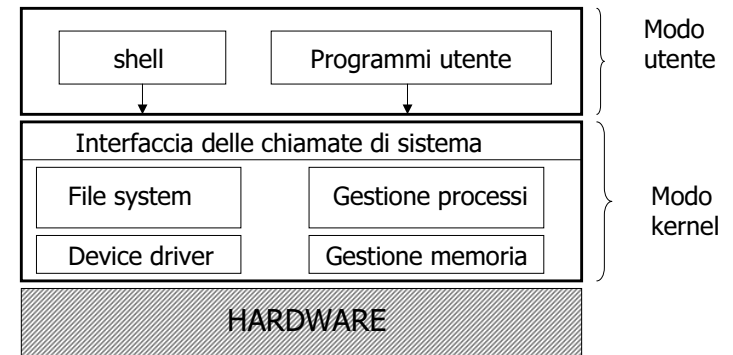 shell
Programmi utente
Modo
utente
Interfaccia delle chiamate di sistema
File system
Gestione processi
Device driver
Gestione memoria
Modo
kernel
HARDWARE